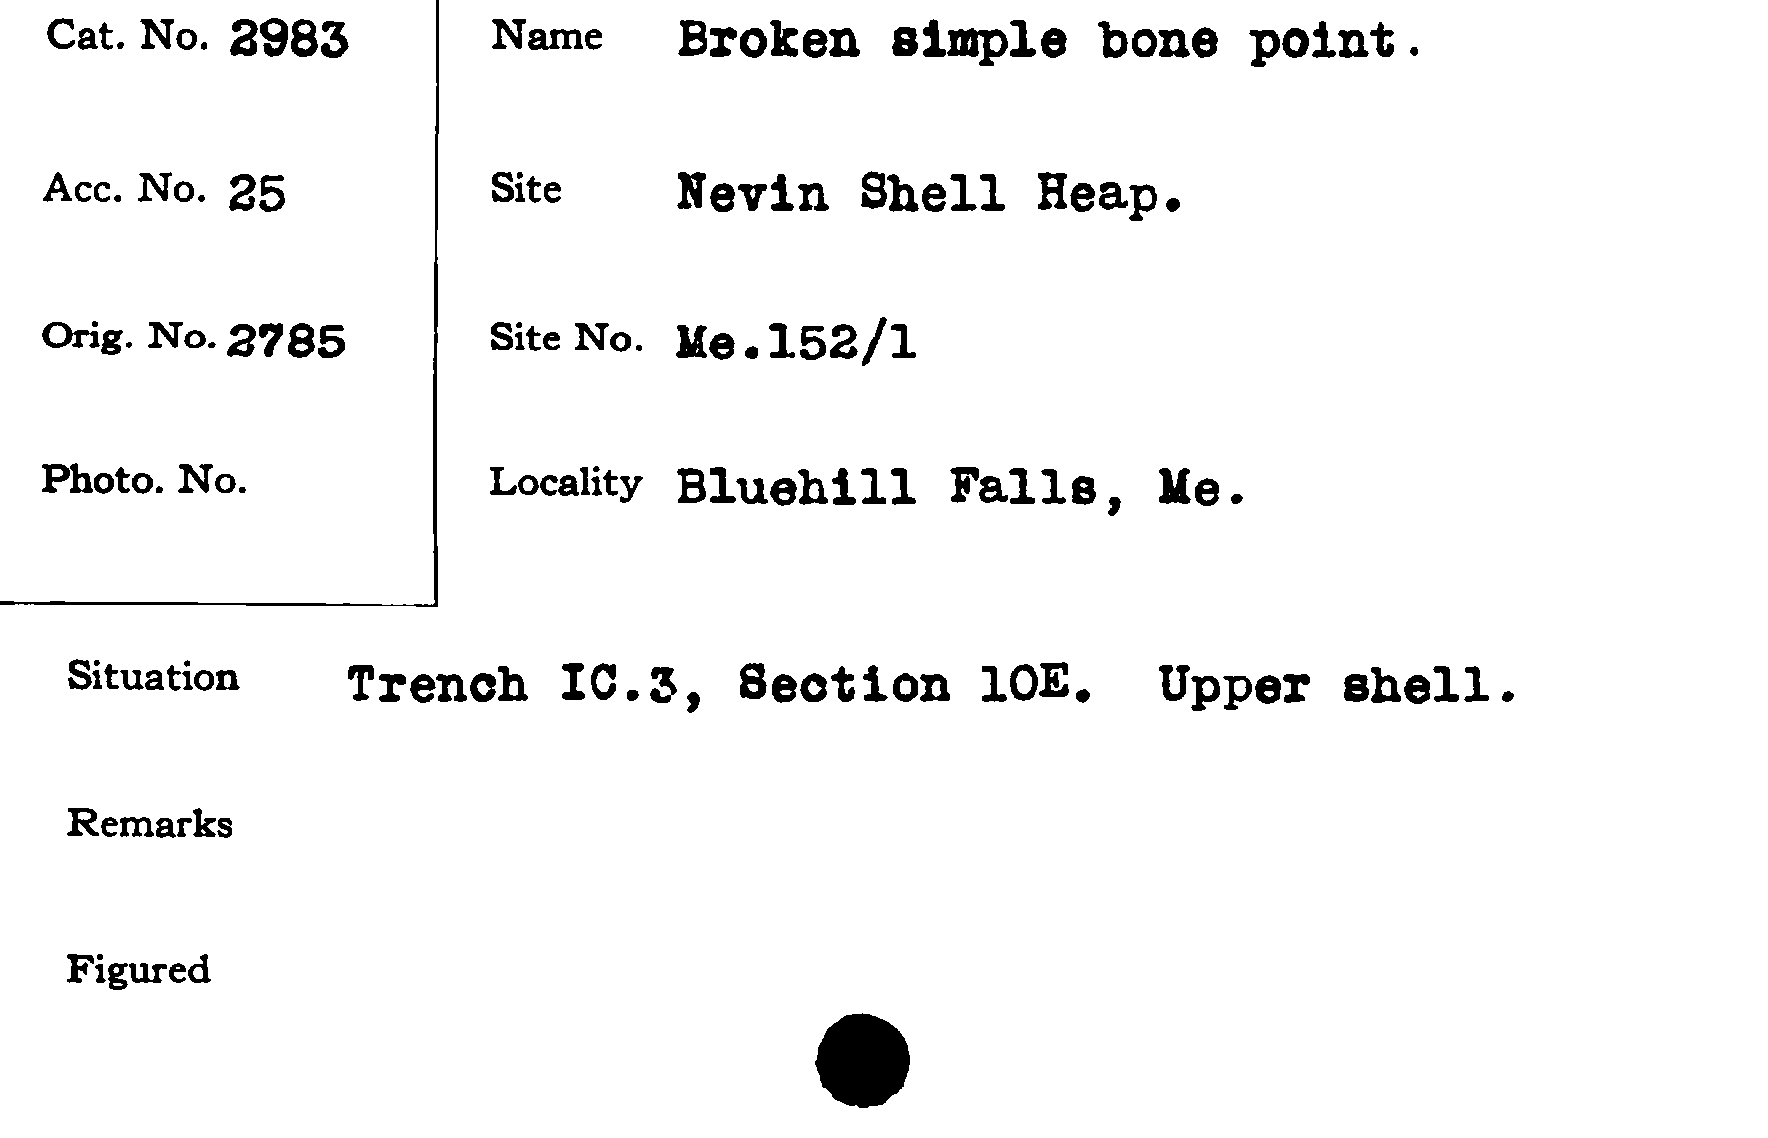 Cat. No. 2983
Name Broken simple bone point.
Acc. No. 25
Site Nevin Shell Heap.
Orig. No. 2785
Site No. Me.152/1
Photo. No.
Locality Bluehill Falls, Me.
Situation Trench IC.3, Section 10E. Upper shell.
Remarks
Figured